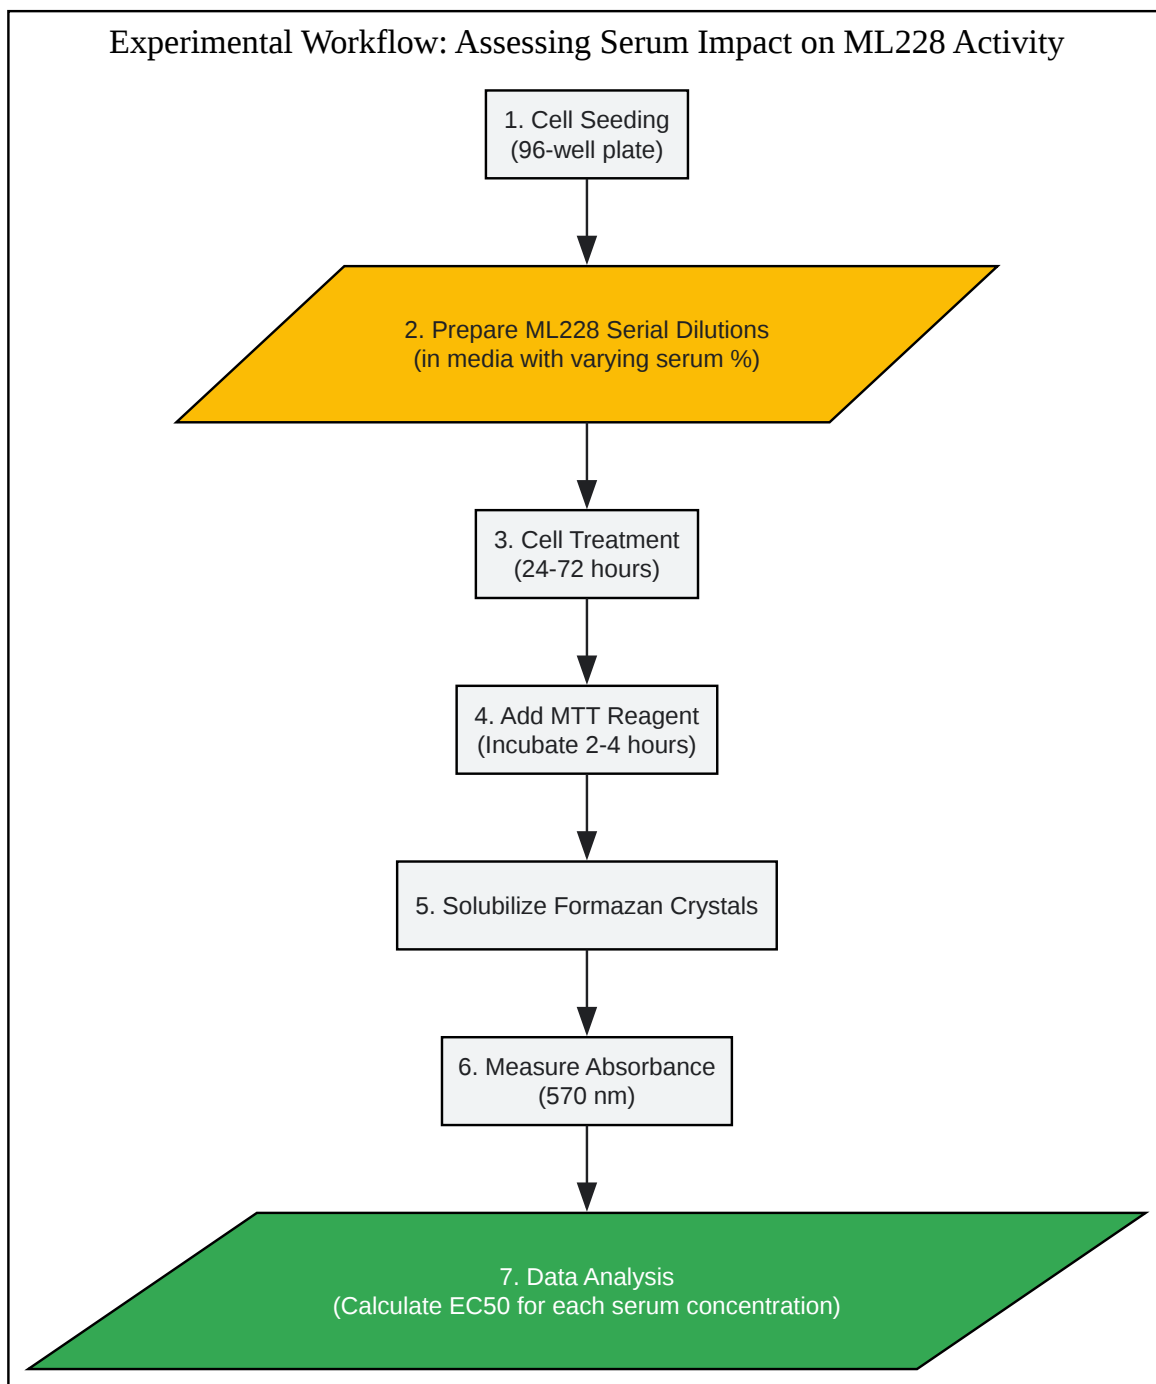 Experimental Workflow: Assessing Serum Impact on ML228 Activity
1. Cell Seeding
(96-well plate)
2. Prepare ML228 Serial Dilutions
(in media with varying serum %)
3. Cell Treatment
(24-72 hours)
4. Add MTT Reagent
(Incubate 2-4 hours)
5. Solubilize Formazan Crystals
6. Measure Absorbance
(570 nm)
7. Data Analysis
(Calculate EC50 for each serum concentration)